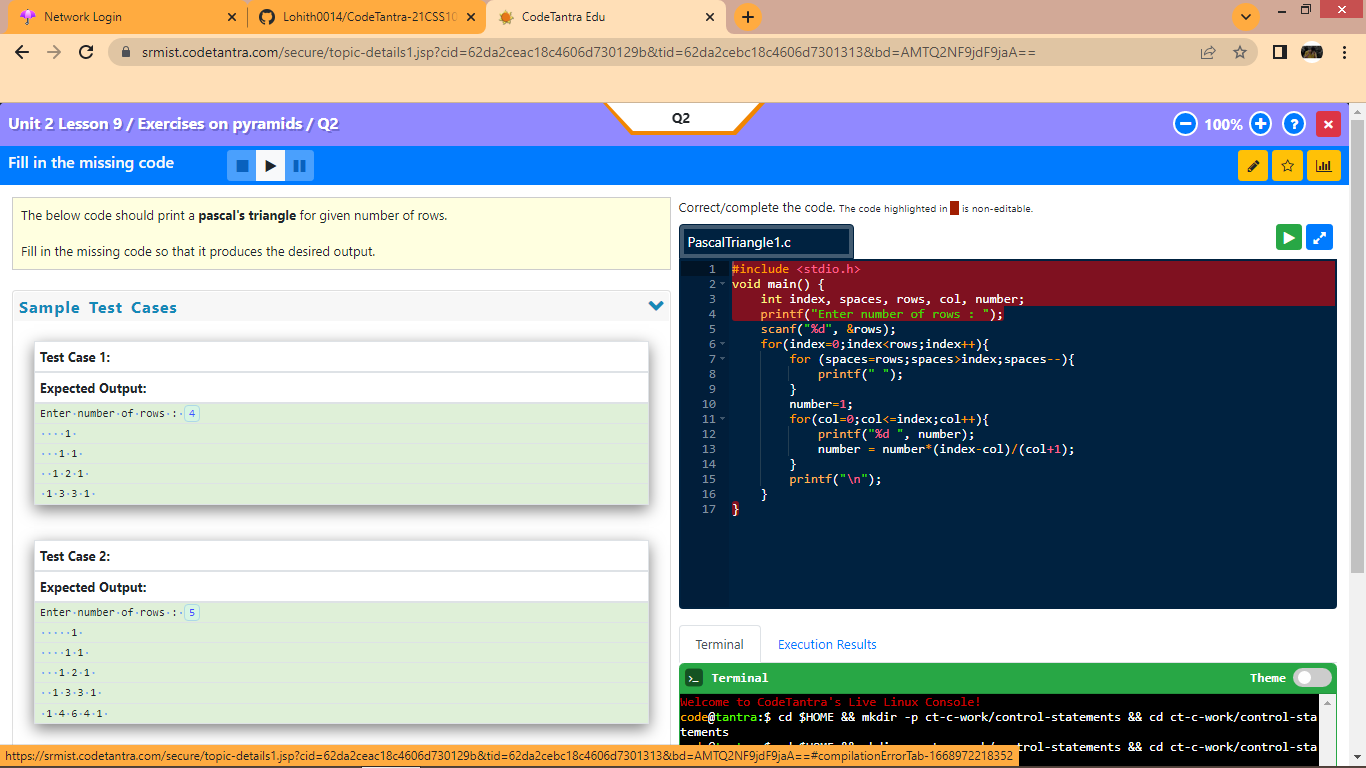 Network Login
Lohith0014/CodeTantra-21CSS10
CodeTantra Edu
srmist.codetantra.com/secure/topic-details1.jsp?cid=62da2ceac18c4606d730129b&tid=62da2cebc18c4606d7301313&bd=AMTQ2NF9jdF9jaA==
Unit 2 Lesson 9 / Exercises on pyramids / Q2
Q2
100%
?
Fill in the missing code
The below code should print a pascal's triangle for given number of rows.
Fill in the missing code so that it produces the desired output.
Sample Test Cases
Test Case 1:
Expected Output:
Enter·number·of·rows·:·4
····1·
···1·1·
··1·2·1·
·1·3·3·1·
Test Case 2:
Expected Output:
Enter·number·of·rows·:·5
·····1·
····1·1·
···1·2·1·
··1·3·3·1·
·1·4·6·4·1·
Correct/complete the code. The code highlighted in is non-editable.
PascalTriangle1.c
1 #include <stdio.h>
2 void main() {
3 int index, spaces, rows, col, number;
4 printf("Enter number of rows : ");
5 scanf("%d", &rows);
6 for(index=0;index<rows;index++){
7 for (spaces=rows;spaces>index;spaces--){
8 printf(" ");
9 }
10 number=1;
11 for(col=0;col<=index;col++){
12 printf("%d ", number);
13 number = number*(index-col)/(col+1);
14 }
15 printf("\n");
16 }
17 }
Terminal
Execution Results
Terminal
Theme
Welcome to CodeTantra's Live Linux Console!
code@tantra:$ cd $HOME && mkdir -p ct-c-work/control-statements && cd ct-c-work/control-sta
tements
ntrol-statements && cd ct-c-work/control-sta
https://srmist.codetantra.com/secure/topic-details1.jsp?cid=62da2ceac18c4606d730129b&tid=62da2cebc18c4606d7301313&bd=AMTQ2NF9jdF9jaA==#compilationErrorTab-1668972218352